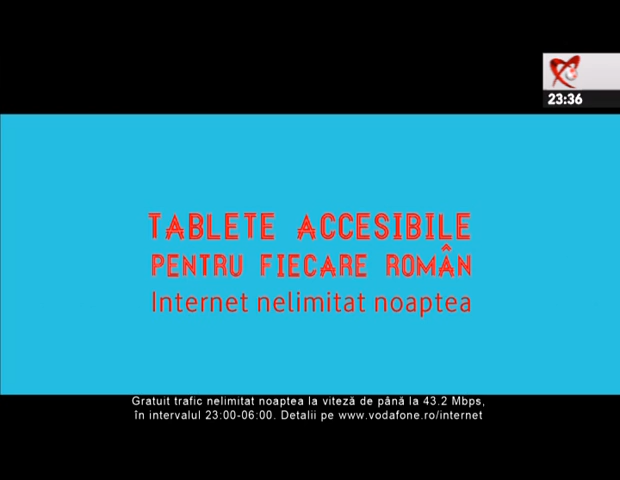 23:36
TABLETE ACCESIBILE
PENTRU FIECARE ROMÂN
Internet nelimitat noaptea
Gratuit trafic nelimitat noaptea la viteză de până la 43.2 Mbps,
în intervalul 23:00-06:00. Detalii pe www.vodafone.ro/internet